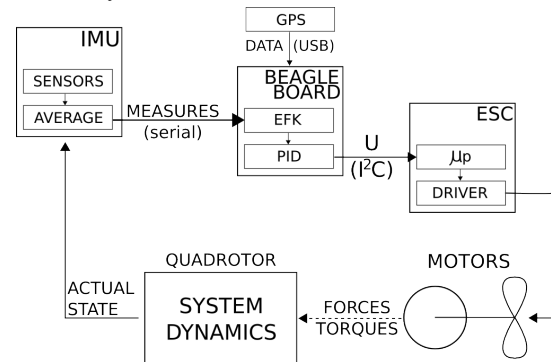 IMU
SENSORS
AVERAGE
MEASURES
(serial)
GPS
DATA (USB)
BEAGLE
BOARD
EFK
PID
U
(I²C)
ESC
μp
DRIVER
MOTORS
FORCES
TORQUES
QUADROTOR
SYSTEM
DYNAMICS
ACTUAL
STATE